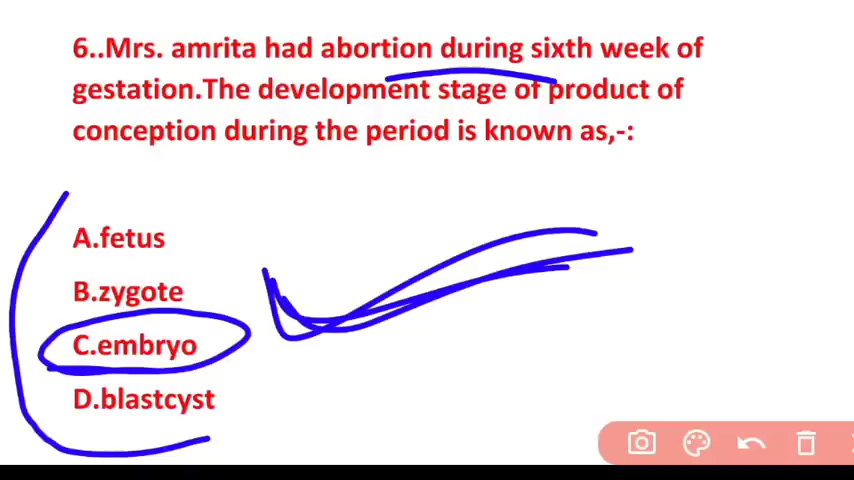 6..Mrs. amrita had abortion during sixth week of
gestation.The development stage of product of
conception during the period is known as,-:
A.fetus
B.zygote
C.embryo
D.blastcyst